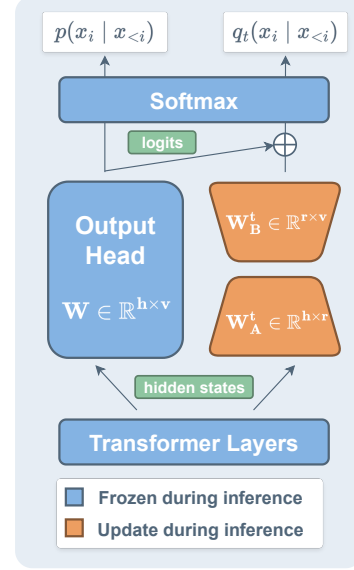 p(x_i | x_{<i}) q_t(x_i | x_{<i})
Softmax
logits
⊕
Output
Head
W ∈ ℝ^{h×v}
W_B^t ∈ ℝ^{r×v}
W_A^t ∈ ℝ^{h×r}
hidden states
Transformer Layers
Frozen during inference
Update during inference